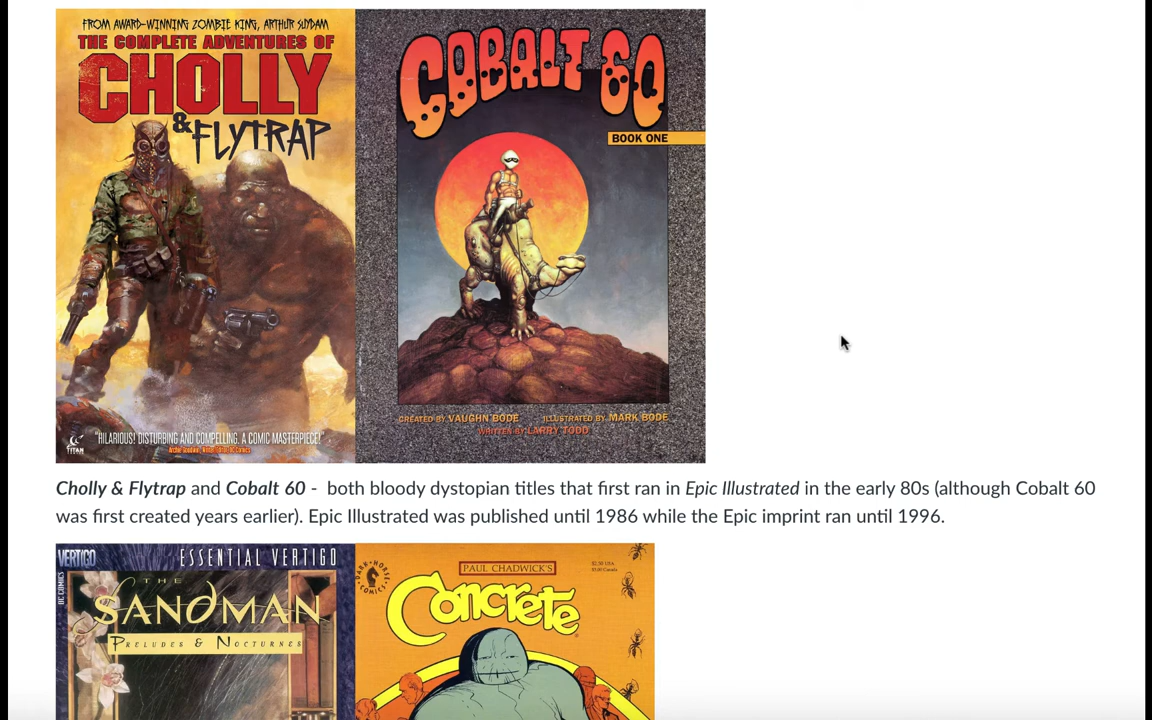 FROM AWARD-WINNING ZOMBIE KING, ARTHUR SUYDAM
THE COMPLETE ADVENTURES OF
CHOLLY
& FLYTRAP
"HILARIOUS! DISTURBING AND COMPELLING. A COMIC MASTERPIECE!"
TITAN
COBALT 60
BOOK ONE
CREATED BY VAUGHN BODE ILLUSTRATED BY MARK BODE
WRITTEN BY LARRY TODD
Cholly & Flytrap and Cobalt 60 - both bloody dystopian titles that first ran in Epic Illustrated in the early 80s (although Cobalt 60
was first created years earlier). Epic Illustrated was published until 1986 while the Epic imprint ran until 1996.
VERTIGO
ESSENTIAL VERTIGO
DC COMICS
THE
SANDMAN
PRELUDES & NOCTURNES
DARK HORSE COMICS
PAUL CHADWICK'S
CONCRETE